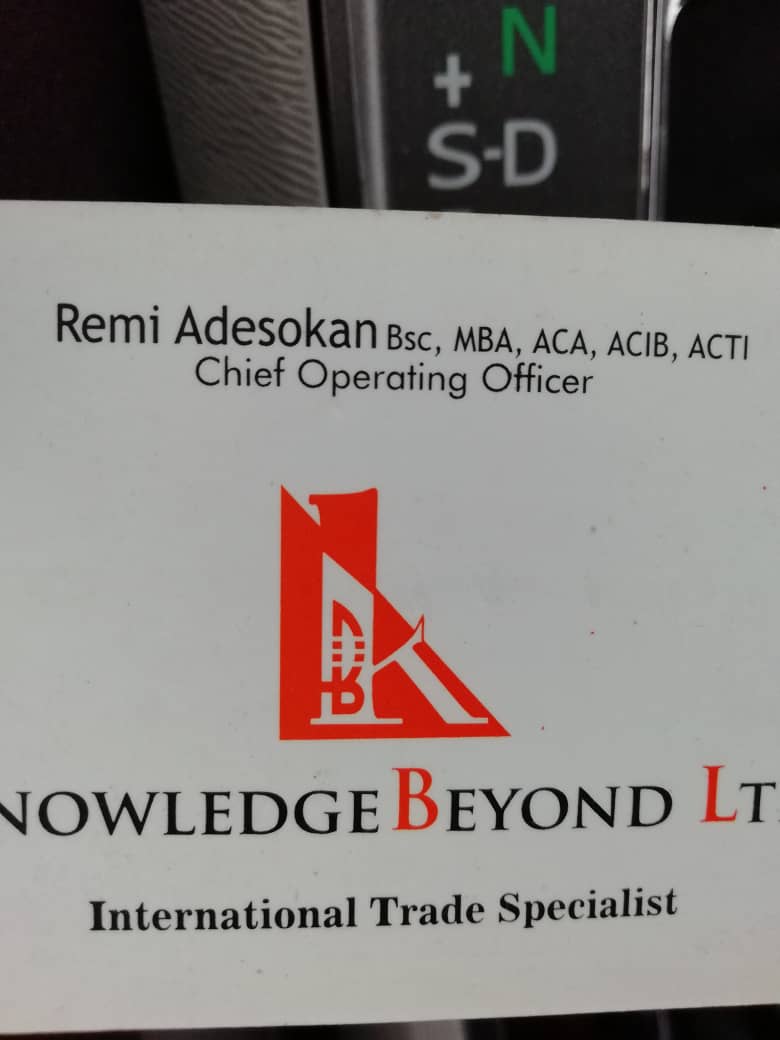 N
+
S-D
Remi Adesokan Bsc, MBA, ACA, ACIB, ACTI
Chief Operating Officer
NOWLEDGE BEYOND LT
International Trade Specialist